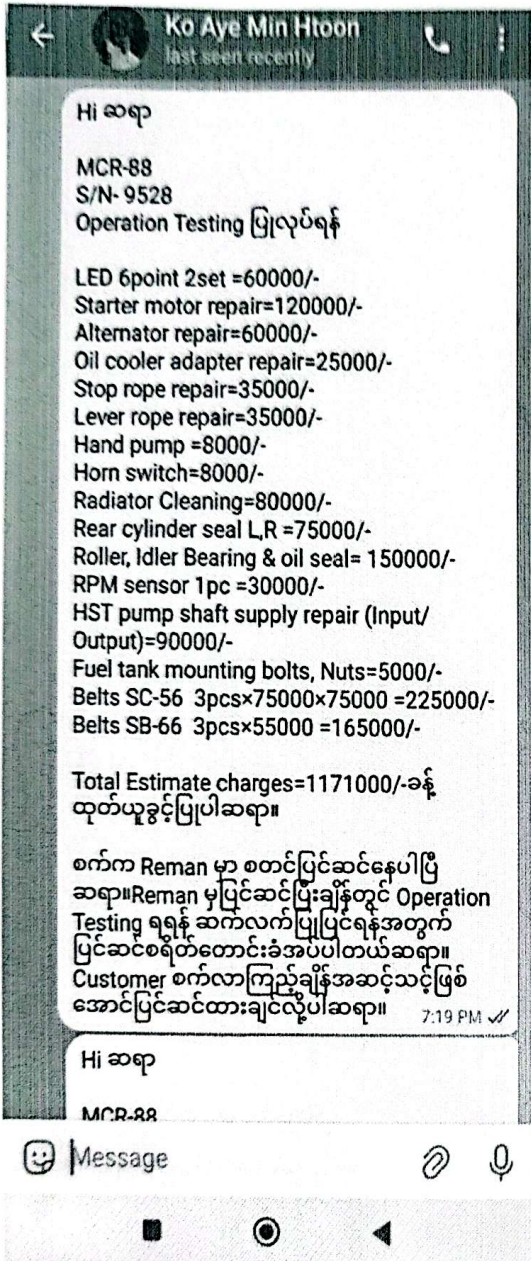 Ko Aye Min Htoon
last seen recently
Hi ဆရာ
MCR-88
S/N- 9528
Operation Testing ပြုလုပ်ရန်
LED 6point 2set =60000/-
Starter motor repair=120000/-
Alternator repair=60000/-
Oil cooler adapter repair=25000/-
Stop rope repair=35000/-
Lever rope repair=35000/-
Hand pump =8000/-
Horn switch=8000/-
Radiator Cleaning=80000/-
Rear cylinder seal L,R =75000/-
Roller, Idler Bearing & oil seal= 150000/-
RPM sensor 1pc =30000/-
HST pump shaft supply repair (Input/
Output)=90000/-
Fuel tank mounting bolts, Nuts=5000/-
Belts SC-56 3pcs×75000×75000 =225000/-
Belts SB-66 3pcs×55000 =165000/-
Total Estimate charges=1171000/-ခန့်
ထုတ်ယူခွင့်ပြုပါဆရာ။
စက်က Reman မှာ စတင်ပြင်ဆင်နေပါပြီ
ဆရာ။Reman မှပြင်ဆင်ပြီးချိန်တွင် Operation
Testing ရရန် ဆက်လက်ပြုပြင်ရန်အတွက်
ပြင်ဆင်စရိတ်တောင်းခံအပ်ပါတယ်ဆရာ။
Customer စက်လာကြည့်ချိန်အဆင့်သင့်ဖြစ်
အောင်ပြင်ဆင်ထားချင်လို့ပါဆရာ။
7:19 PM
Hi ဆရာ
MCR-88
Message